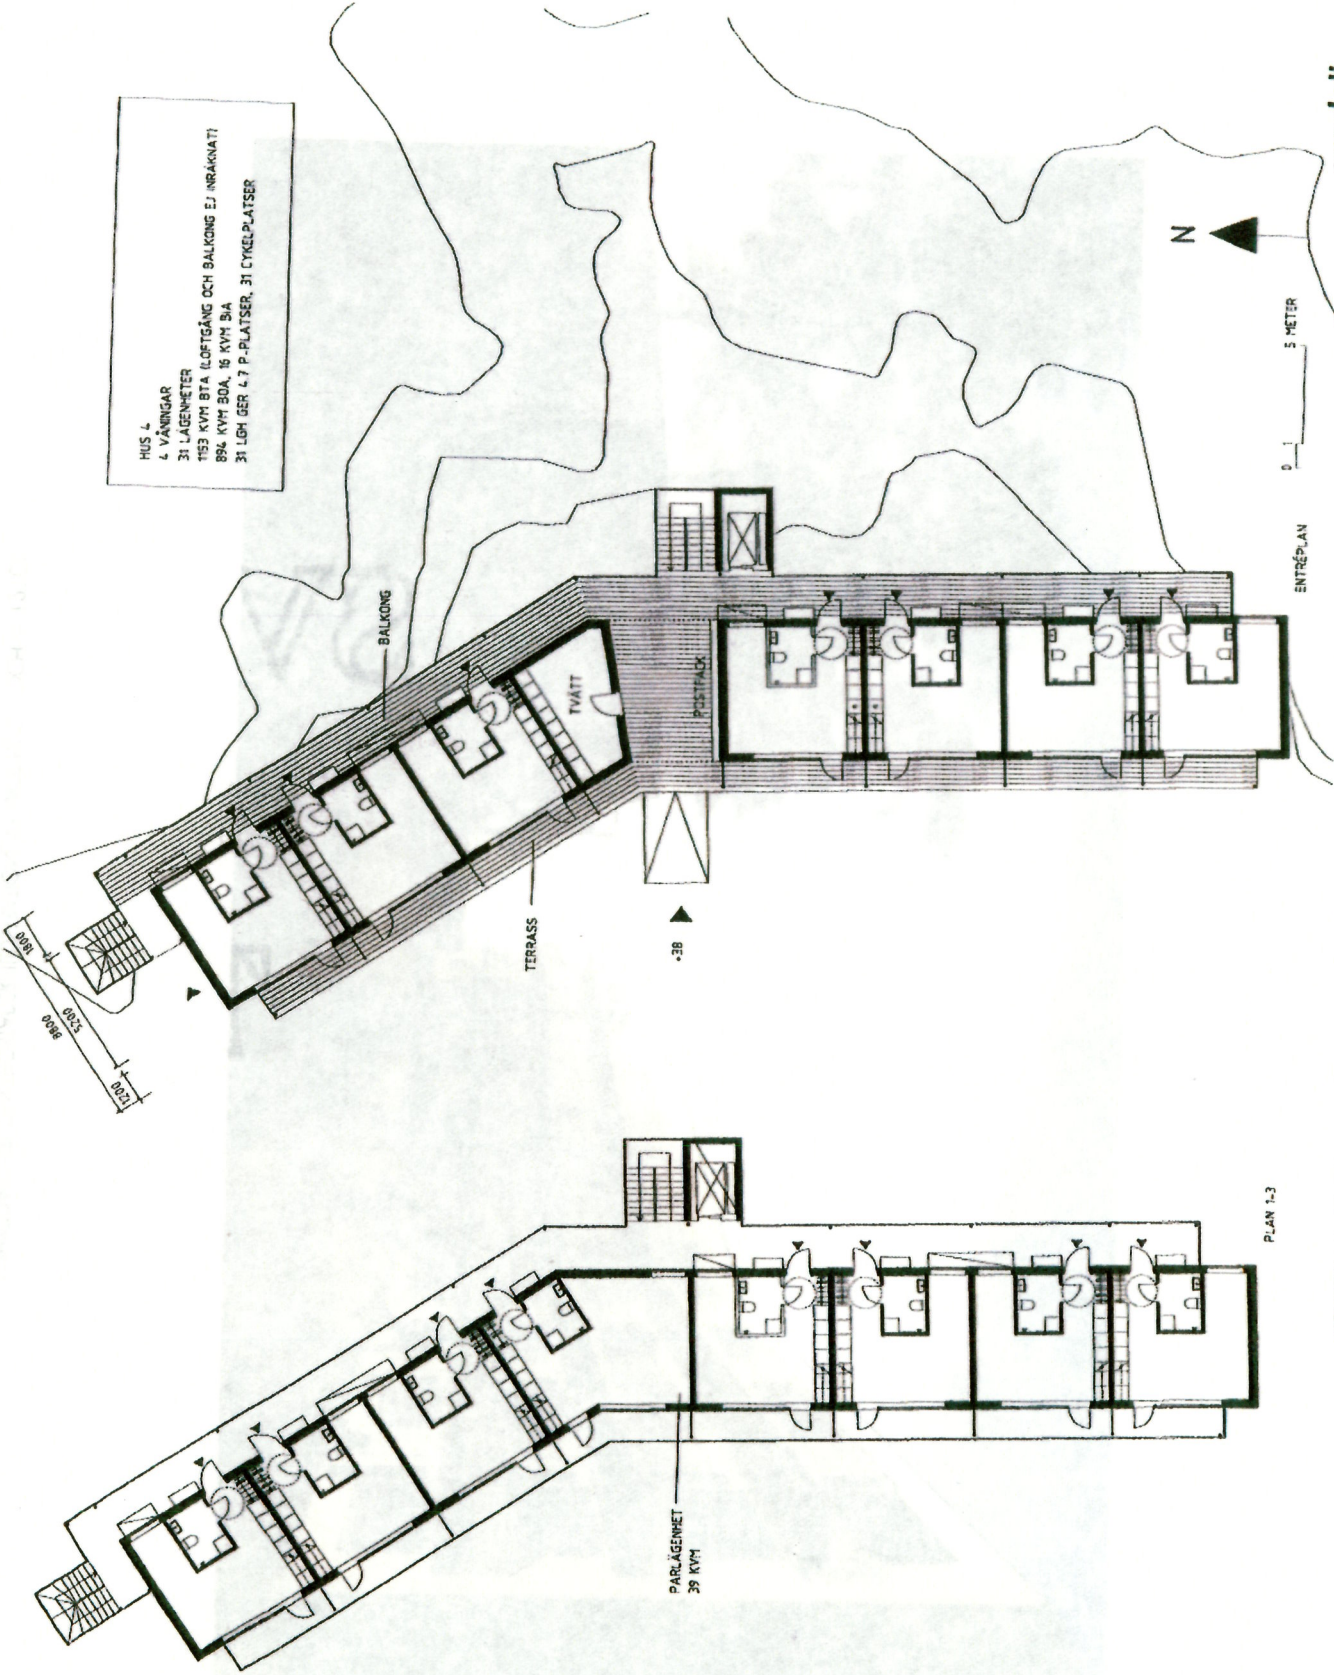 HUS 4
4 VÅNINGAR
31 LÄGENHETER
1153 KVM BTA (LOFTGÅNG OCH BALKONG EJ INRÄKNAT)
894 KVM BOA, 16 KVM BIA
31 LGH GER 4.7 P-PLATSER, 31 CYKELPLATSER
N
0 1 5 METER
ENTRÉPLAN
BALKONG
TVÄTT
POSTFACK
TERRASS
+38
1800
5200
8800
1200
PLAN 1-3
PARLÄGENHET
39 KVM